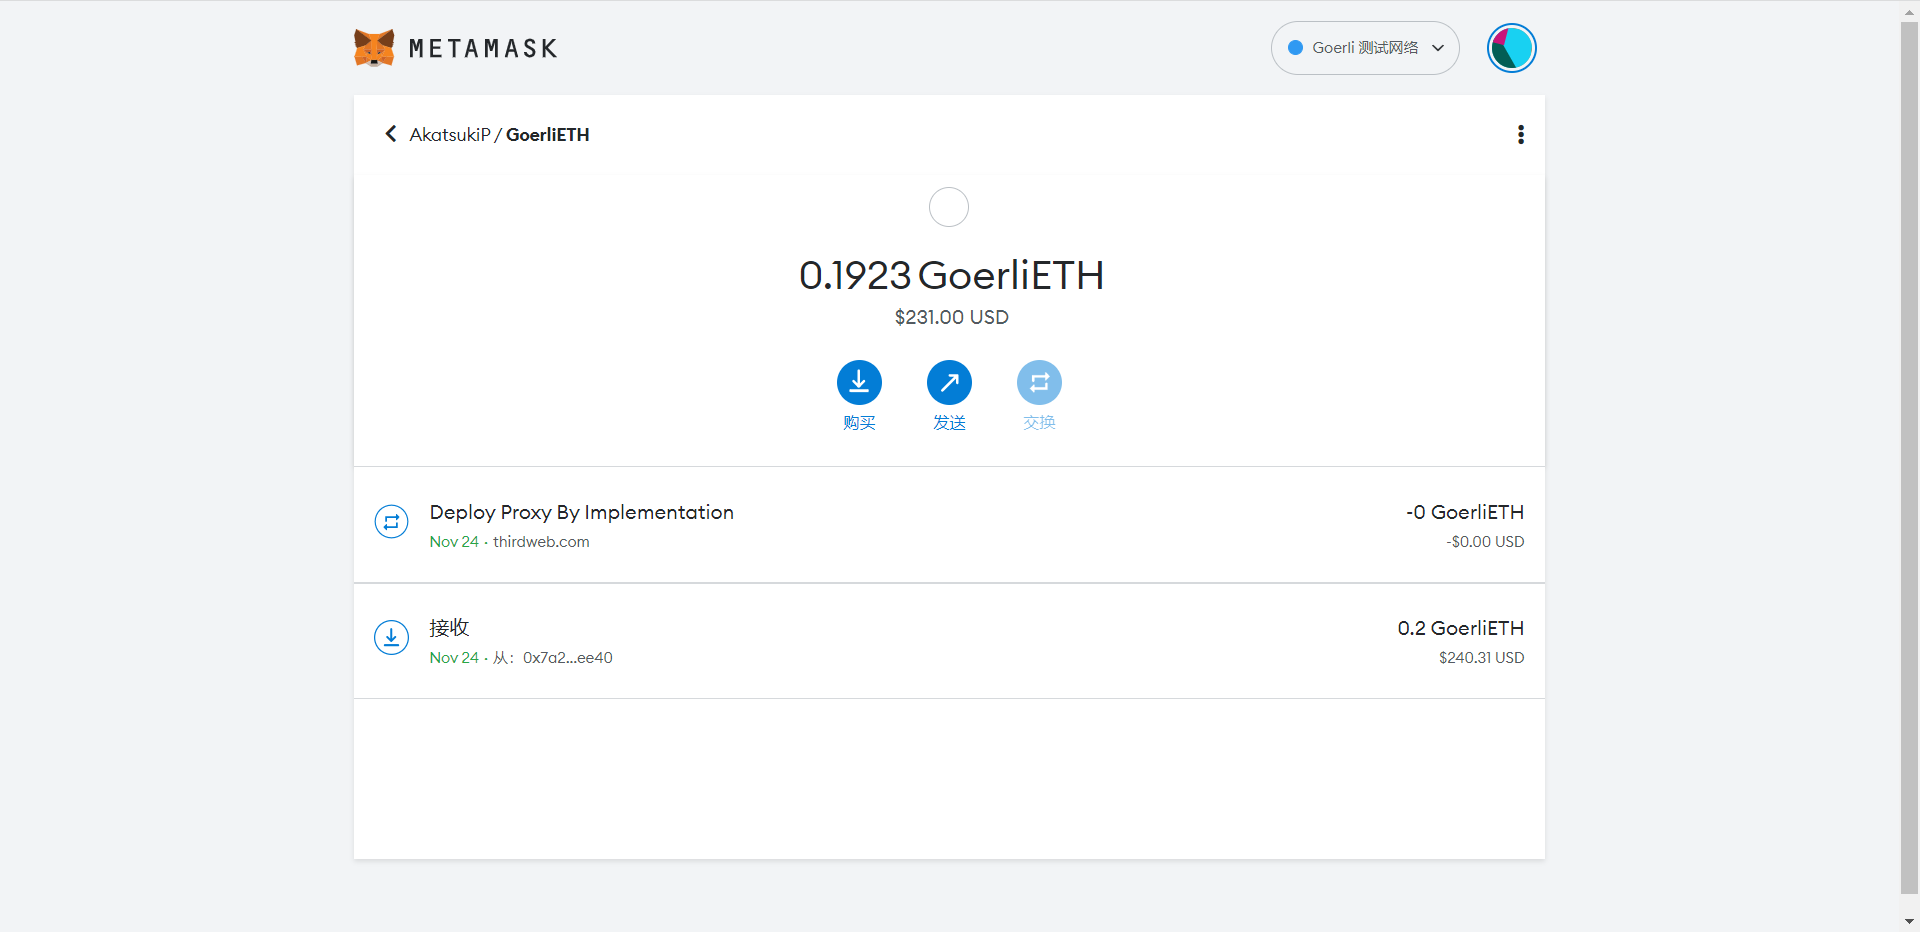 METAMASK
Goerli 测试网络
AkatsukiP / GoerliETH
0.1923 GoerliETH
$231.00 USD
购买
发送
交换
Deploy Proxy By Implementation
-0 GoerliETH
Nov 24 · thirdweb.com
-$0.00 USD
接收
0.2 GoerliETH
Nov 24 · 从：0x7a2...ee40
$240.31 USD